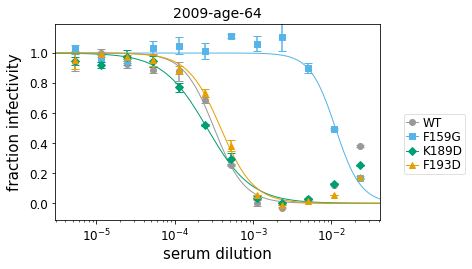 2009-age-64
fraction infectivity
1.0
0.8
0.6
0.4
0.2
0.0
10⁻⁵
10⁻⁴
10⁻³
10⁻²
serum dilution
WT
F159G
K189D
F193D